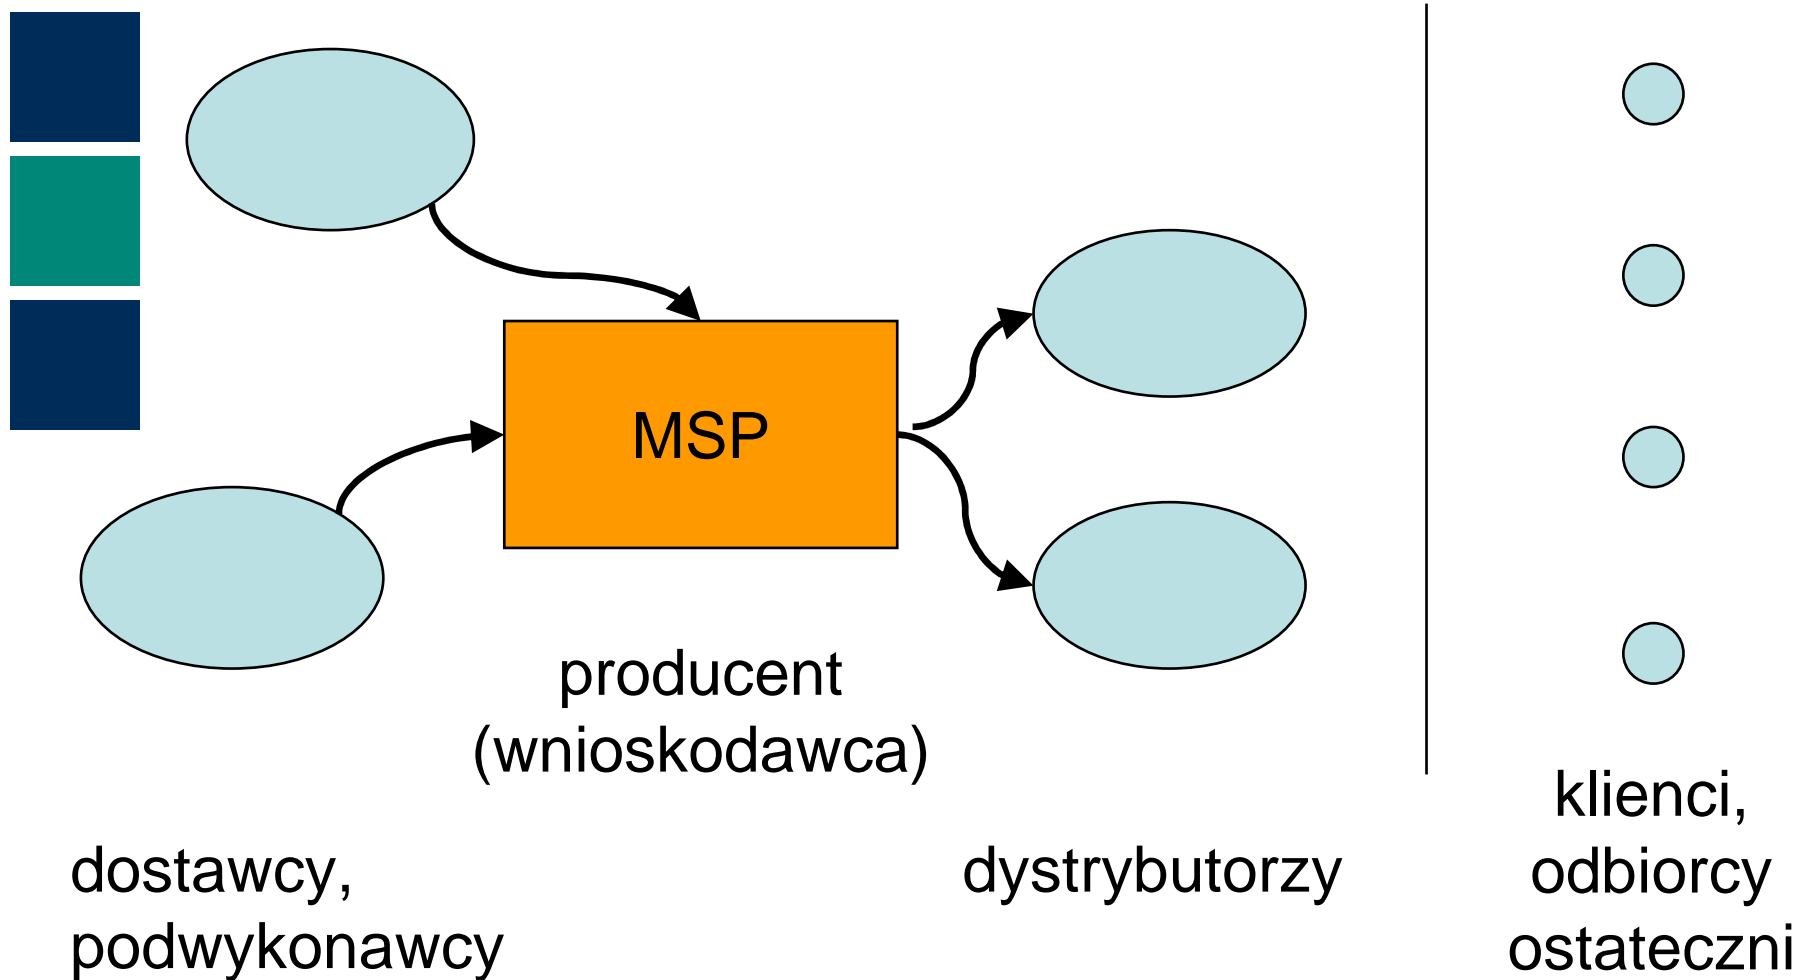 MSP
producent
(wnioskodawca)
dostawcy,
podwykonawcy
dystrybutorzy
klienci,
odbiorcy
ostateczni